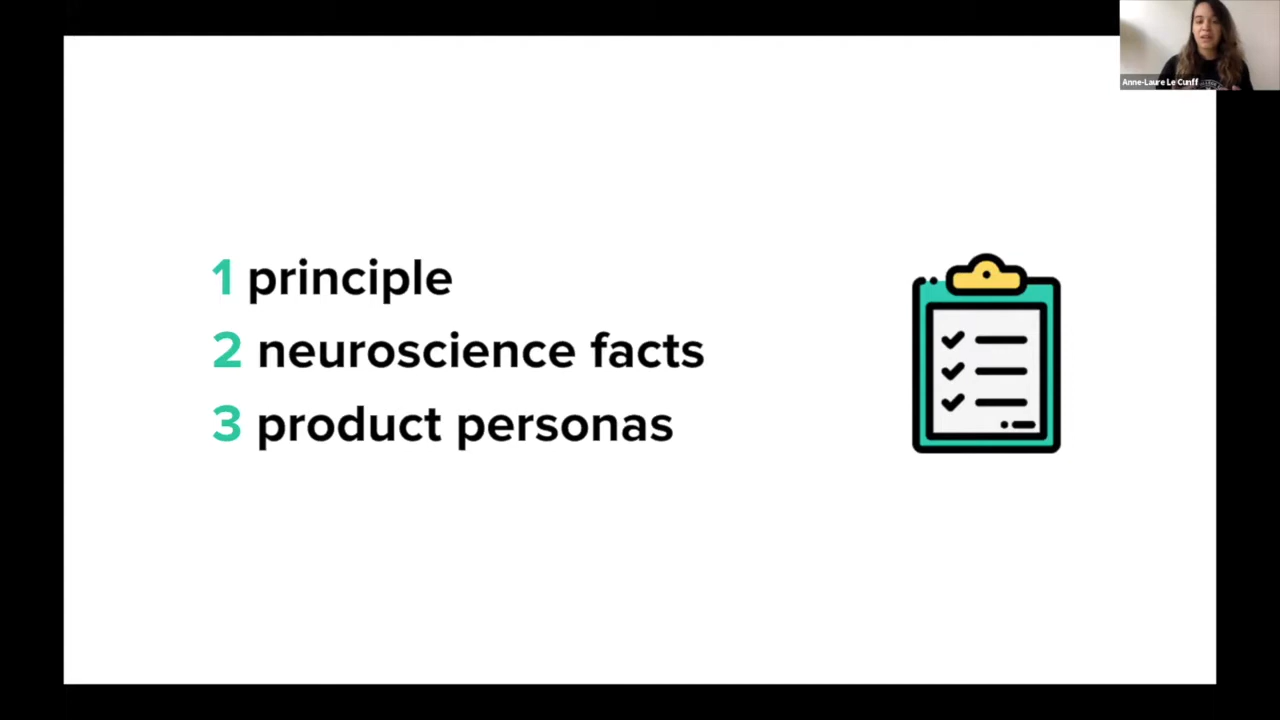 Anne-Laure Le Cunff
1 principle
2 neuroscience facts
3 product personas